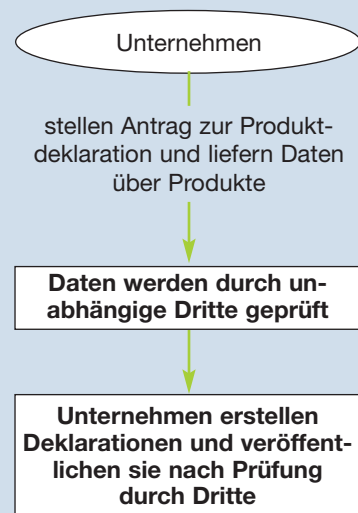 Unternehmen
stellen Antrag zur Produkt-
deklaration und liefern Daten
über Produkte
Daten werden durch un-
abhängige Dritte geprüft
Unternehmen erstellen
Deklarationen und veröffent-
lichen sie nach Prüfung
durch Dritte